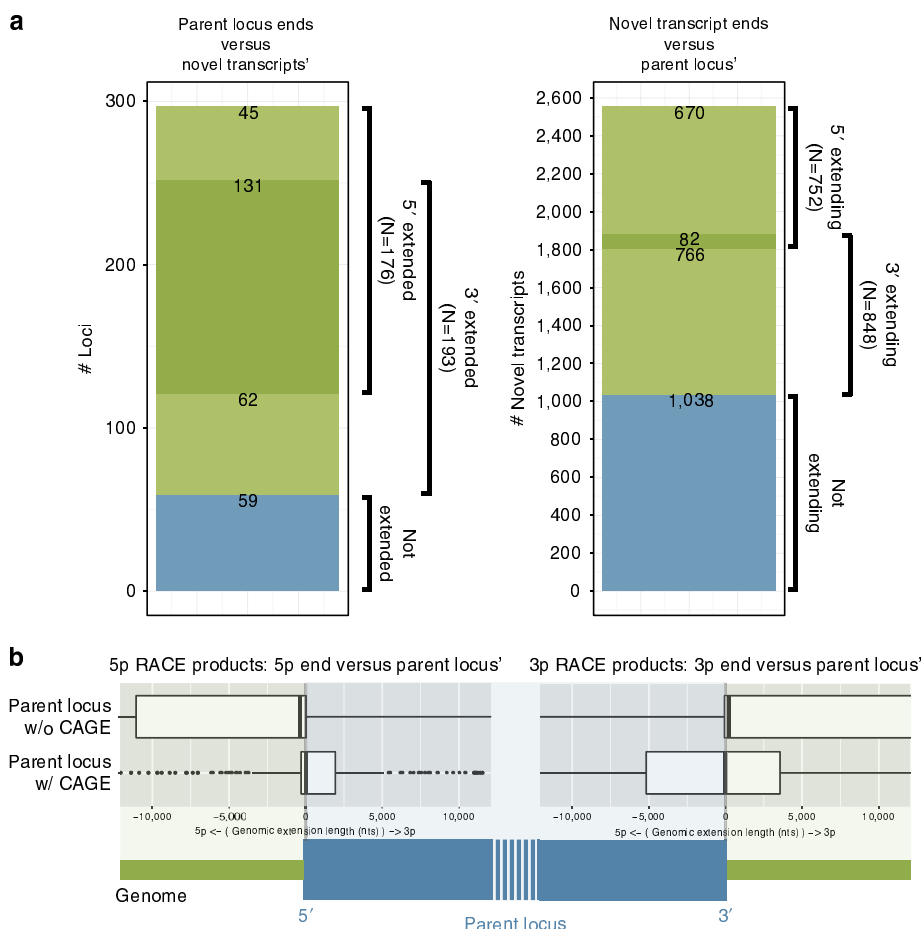 a
Parent locus ends
versus
novel transcripts’
Novel transcript ends
versus
parent locus’
# Loci
300
200
100
0
45
131
62
59
5′ extended
(N=176)
3′ extended
(N=193)
Not
extended
# Novel transcripts
2,600
2,400
2,200
2,000
1,800
1,600
1,400
1,200
1,000
800
600
400
200
0
670
82
766
1,038
5′ extending
(N=752)
3′ extending
(N=848)
Not
extending
b
5p RACE products: 5p end versus parent locus’
3p RACE products: 3p end versus parent locus’
Parent locus
w/o CAGE
Parent locus
w/ CAGE
−10,000 −5,000 0 5,000 10,000
5p <− ( Genomic extension length (nts) ) −> 3p
−10,000 −5,000 0 5,000 10,000
5p <− ( Genomic extension length (nts) ) −> 3p
Genome
5′
3′
Parent locus